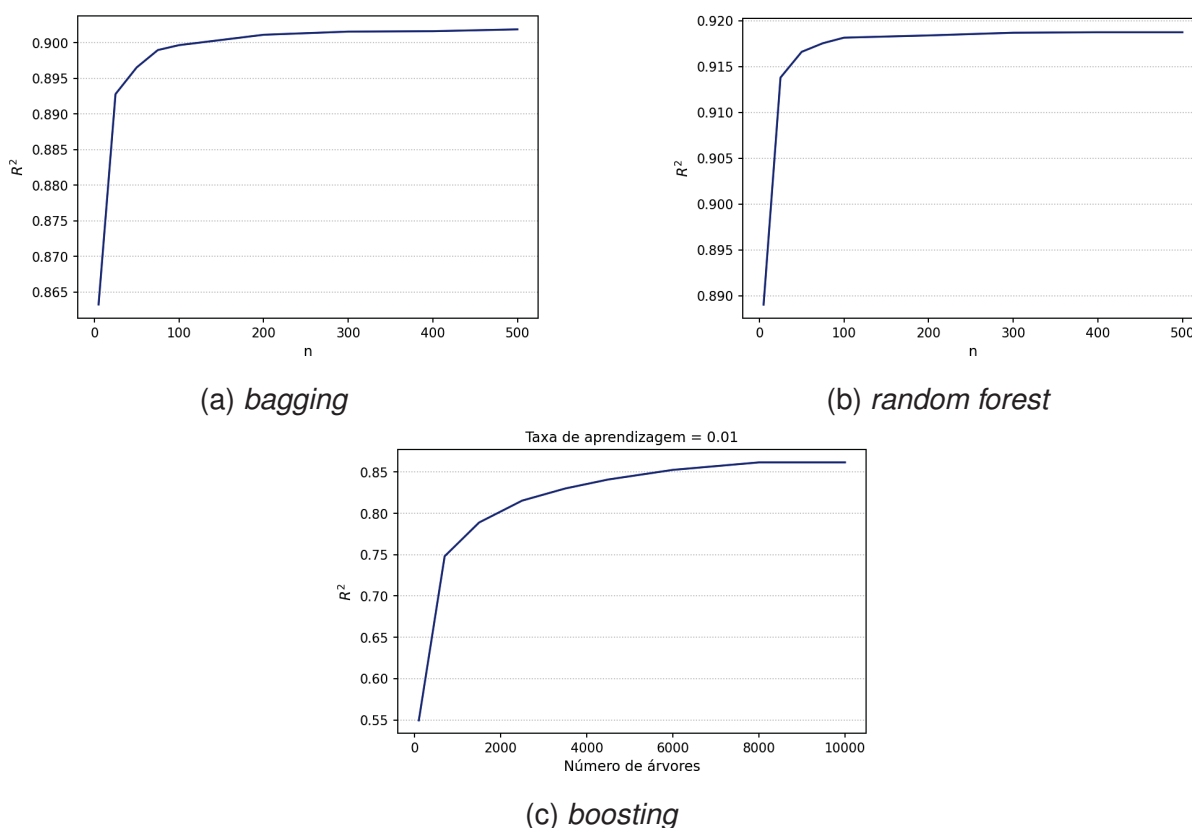 0.900
0.895
0.890
0.885
0.880
0.875
0.870
0.865
R²
0 100 200 300 400 500
n
(a) bagging
0.920
0.915
0.910
0.905
0.900
0.895
0.890
R²
0 100 200 300 400 500
n
(b) random forest
Taxa de aprendizagem = 0.01
0.85
0.80
0.75
0.70
0.65
0.60
0.55
R²
0 2000 4000 6000 8000 10000
Número de árvores
(c) boosting